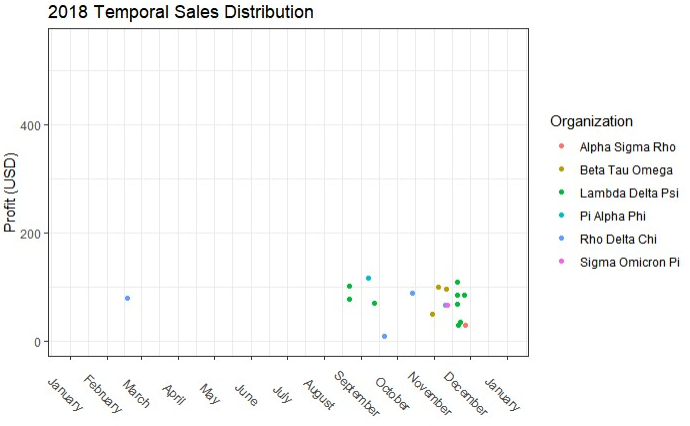 2018 Temporal Sales Distribution
Profit (USD)
400
200
0
January
February
March
April
May
June
July
August
September
October
November
December
January
Organization
Alpha Sigma Rho
Beta Tau Omega
Lambda Delta Psi
Pi Alpha Phi
Rho Delta Chi
Sigma Omicron Pi